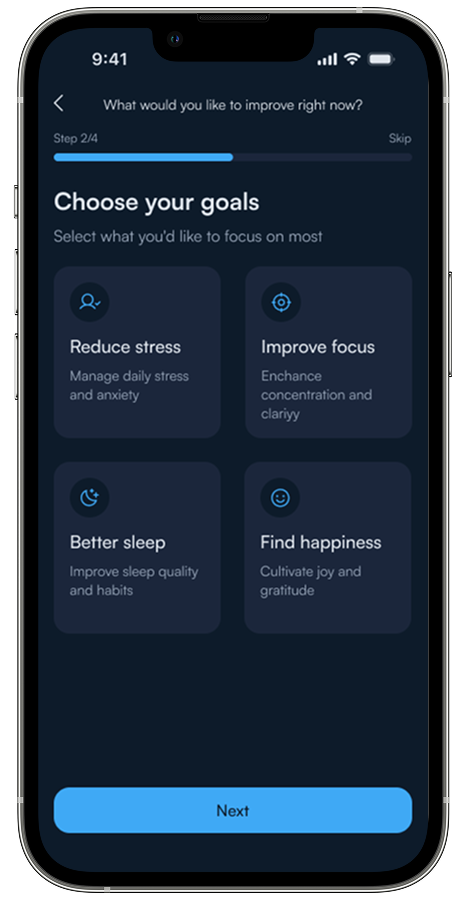 9:41
What would you like to improve right now?
Step 2/4 Skip
Choose your goals
Select what you'd like to focus on most
Reduce stress
Manage daily stress
and anxiety
Improve focus
Enchance
concentration and
clariyy
Better sleep
Improve sleep quality
and habits
Find happiness
Cultivate joy and
gratitude
Next